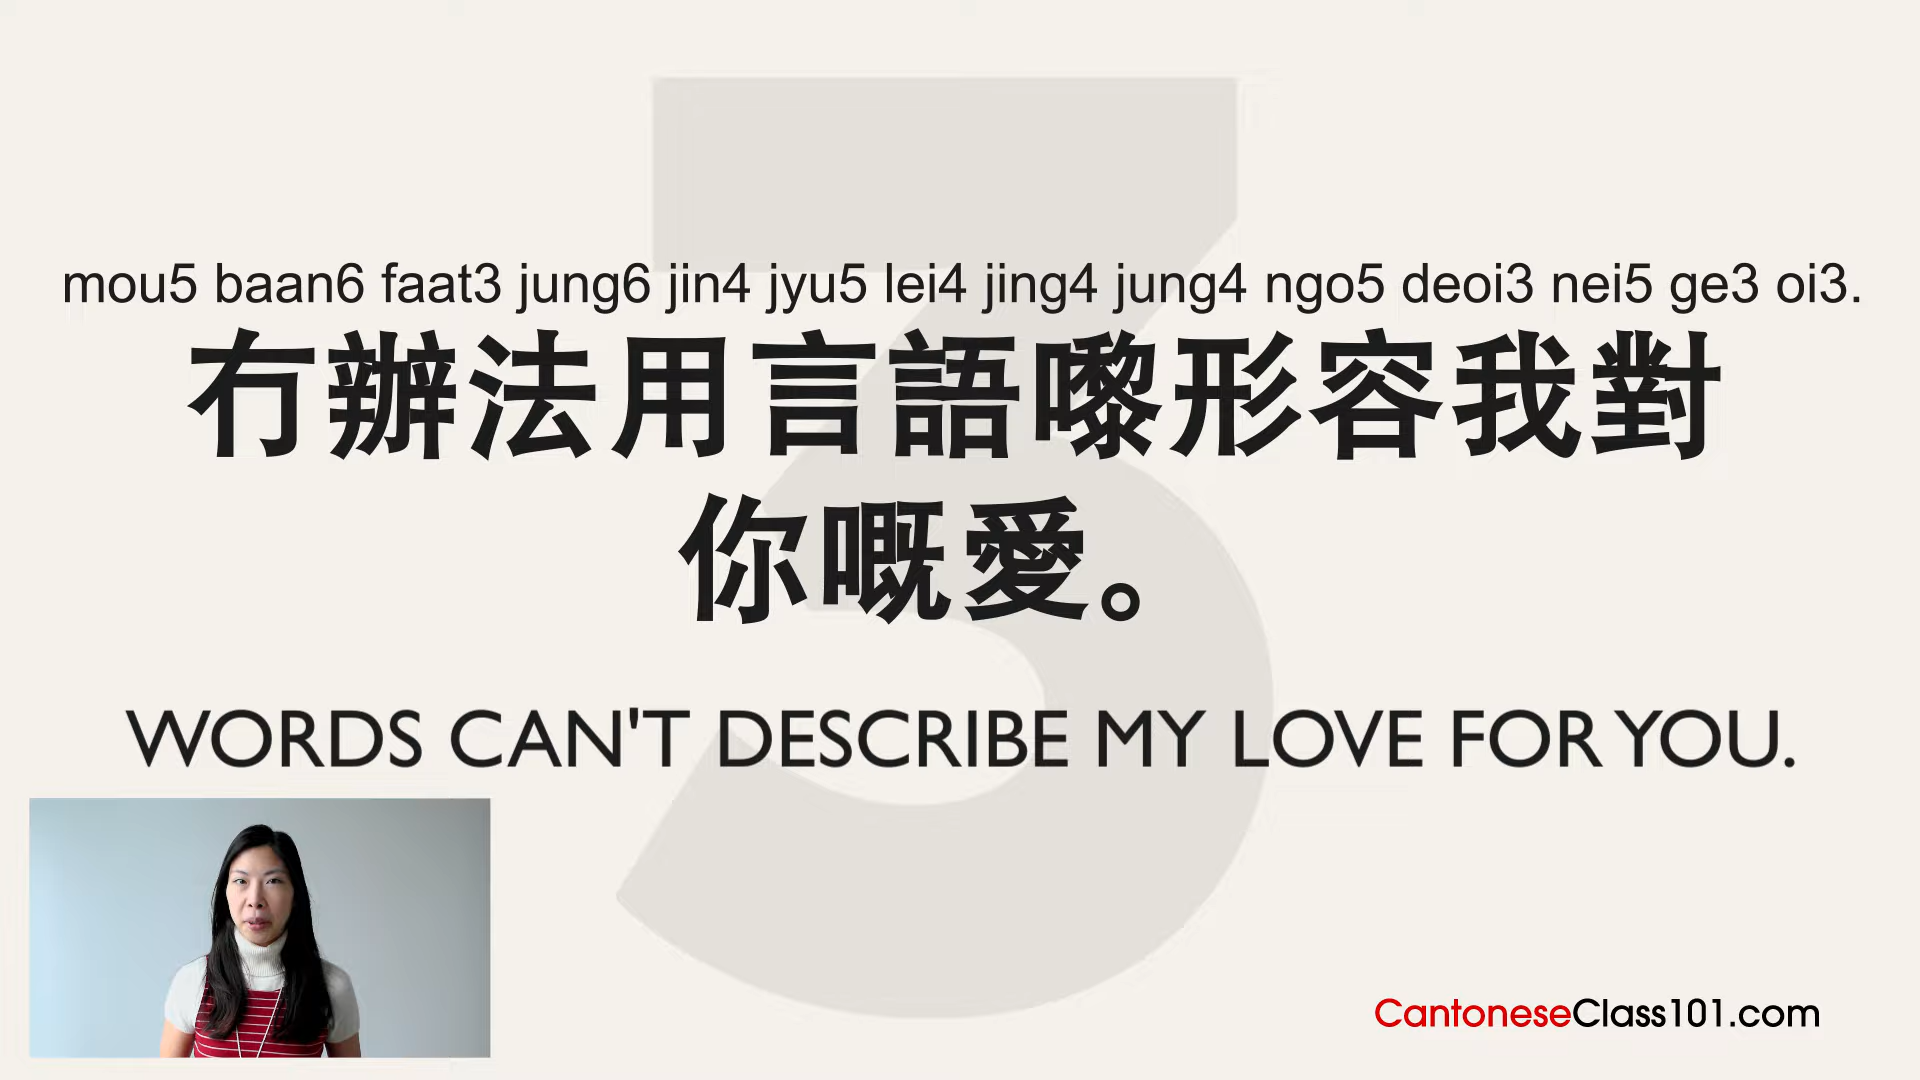 mou5 baan6 faat3 jung6 jin4 jyu5 lei4 jing4 jung4 ngo5 deoi3 nei5 ge3 oi3.
冇辦法用言語嚟形容我對
你嘅愛。
WORDS CAN'T DESCRIBE MY LOVE FOR YOU.
CantoneseClass101.com
3